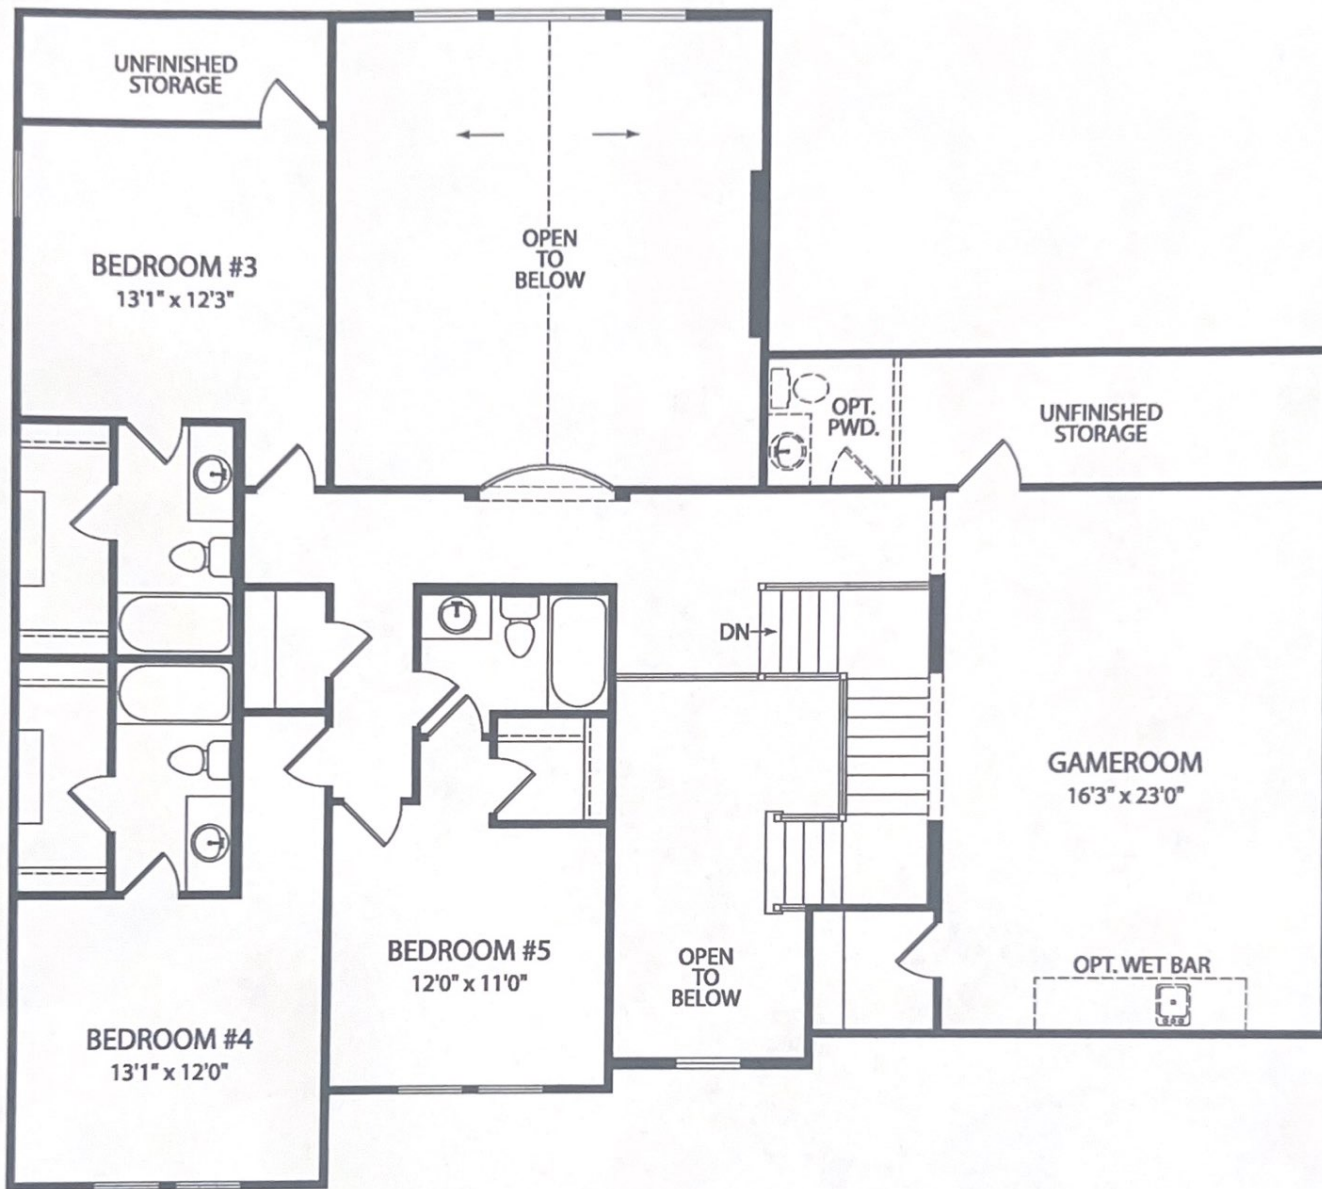 UNFINISHED
STORAGE
BEDROOM #3
13'1" x 12'3"
OPEN
TO
BELOW
OPT.
PWD.
UNFINISHED
STORAGE
DN
GAMEROOM
16'3" x 23'0"
BEDROOM #5
12'0" x 11'0"
OPEN
TO
BELOW
OPT. WET BAR
BEDROOM #4
13'1" x 12'0"